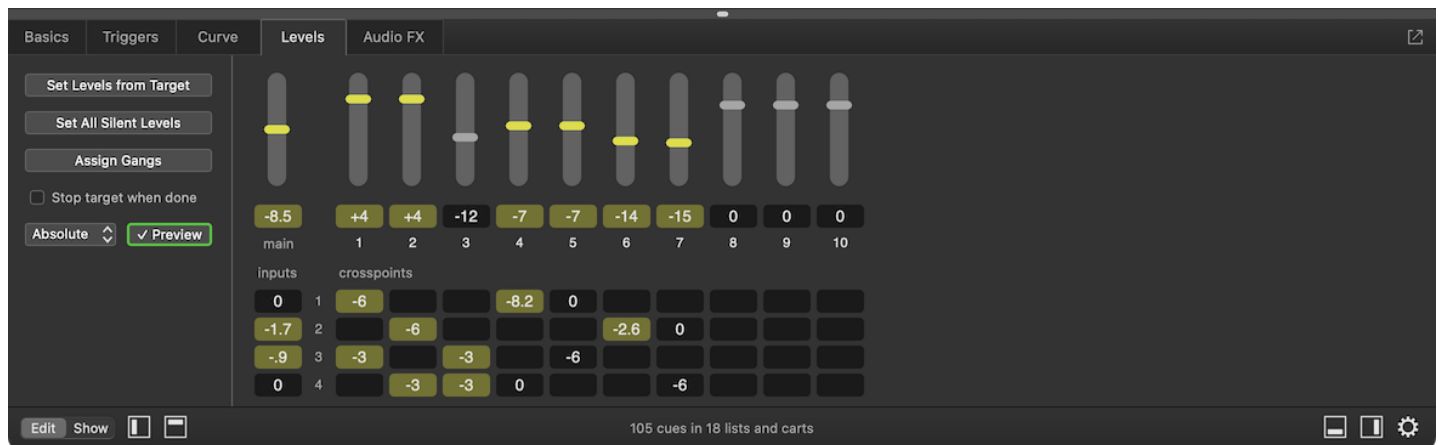 Basics Triggers Curve Levels Audio FX
Set Levels from Target
Set All Silent Levels
Assign Gangs
Stop target when done
Absolute ✓ Preview
-8.5 +4 +4 -12 -7 -7 -14 -15 0 0 0
main 1 2 3 4 5 6 7 8 9 10
inputs crosspoints
0 1 -6 -8.2 0
-1.7 2 -6 -2.6 0
-.9 3 -3 -3 -6
0 4 -3 -3 0 -6
Edit Show 105 cues in 18 lists and carts